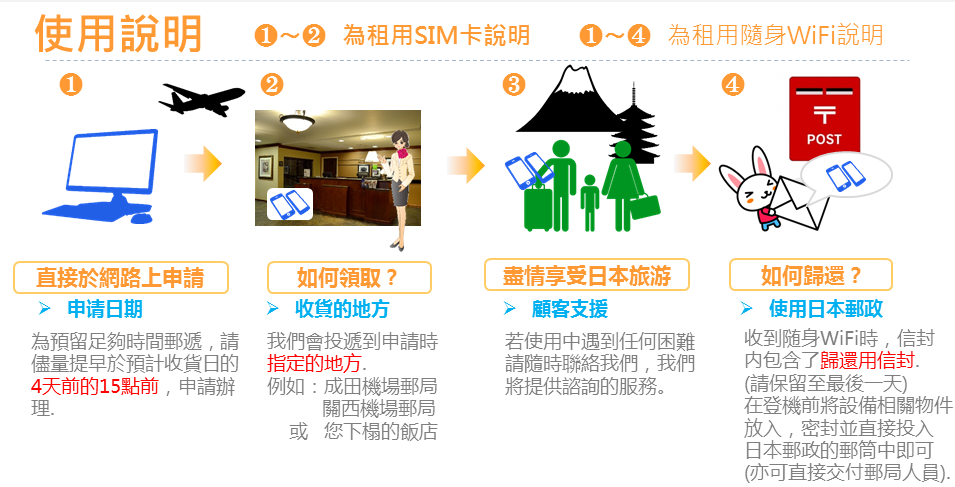 使用說明 ❶～❷ 為租用SIM卡說明 ❶～❹ 為租用隨身WiFi說明
❶
直接於網路上申請
➢ 申请日期
為預留足夠時間郵遞，請
儘量提早於預計收貨日的
4天前的15點前，申請辦
理.
❷
如何領取？
➢ 收貨的地方
我們會投遞到申請時
指定的地方.
例如：成田機場郵局
關西機場郵局
或 您下榻的飯店
❸
盡情享受日本旅游
➢ 顧客支援
若使用中遇到任何困難
請隨時聯絡我們，我們
將提供諮詢的服務。
❹
〒
POST
如何歸還？
➢ 使用日本郵政
收到随身WiFi時，信封
内包含了歸還用信封.
(請保留至最後一天)
在登機前將設備相關物件
放入，密封並直接投入
日本郵政的郵筒中即可
(亦可直接交付郵局人員).